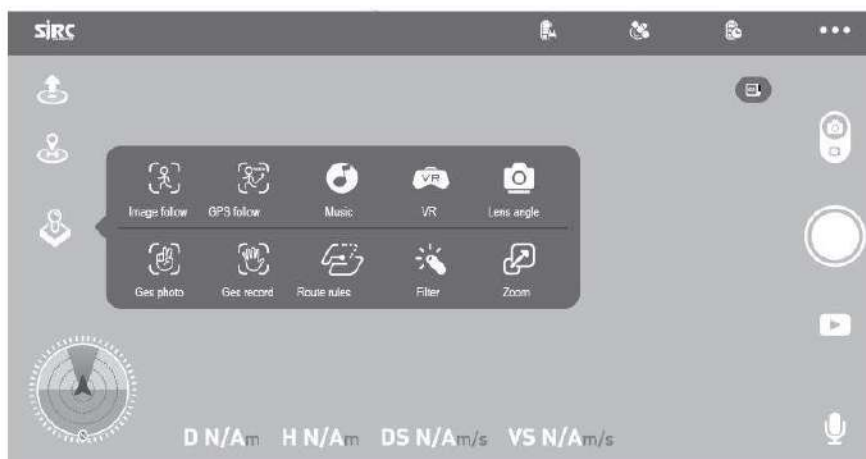 SJRC
Image follow GPS follow Music VR Lens angle
Ges photo Ges record Route rules Filter Zoom
D N/Am H N/Am DS N/Am/s VS N/Am/s